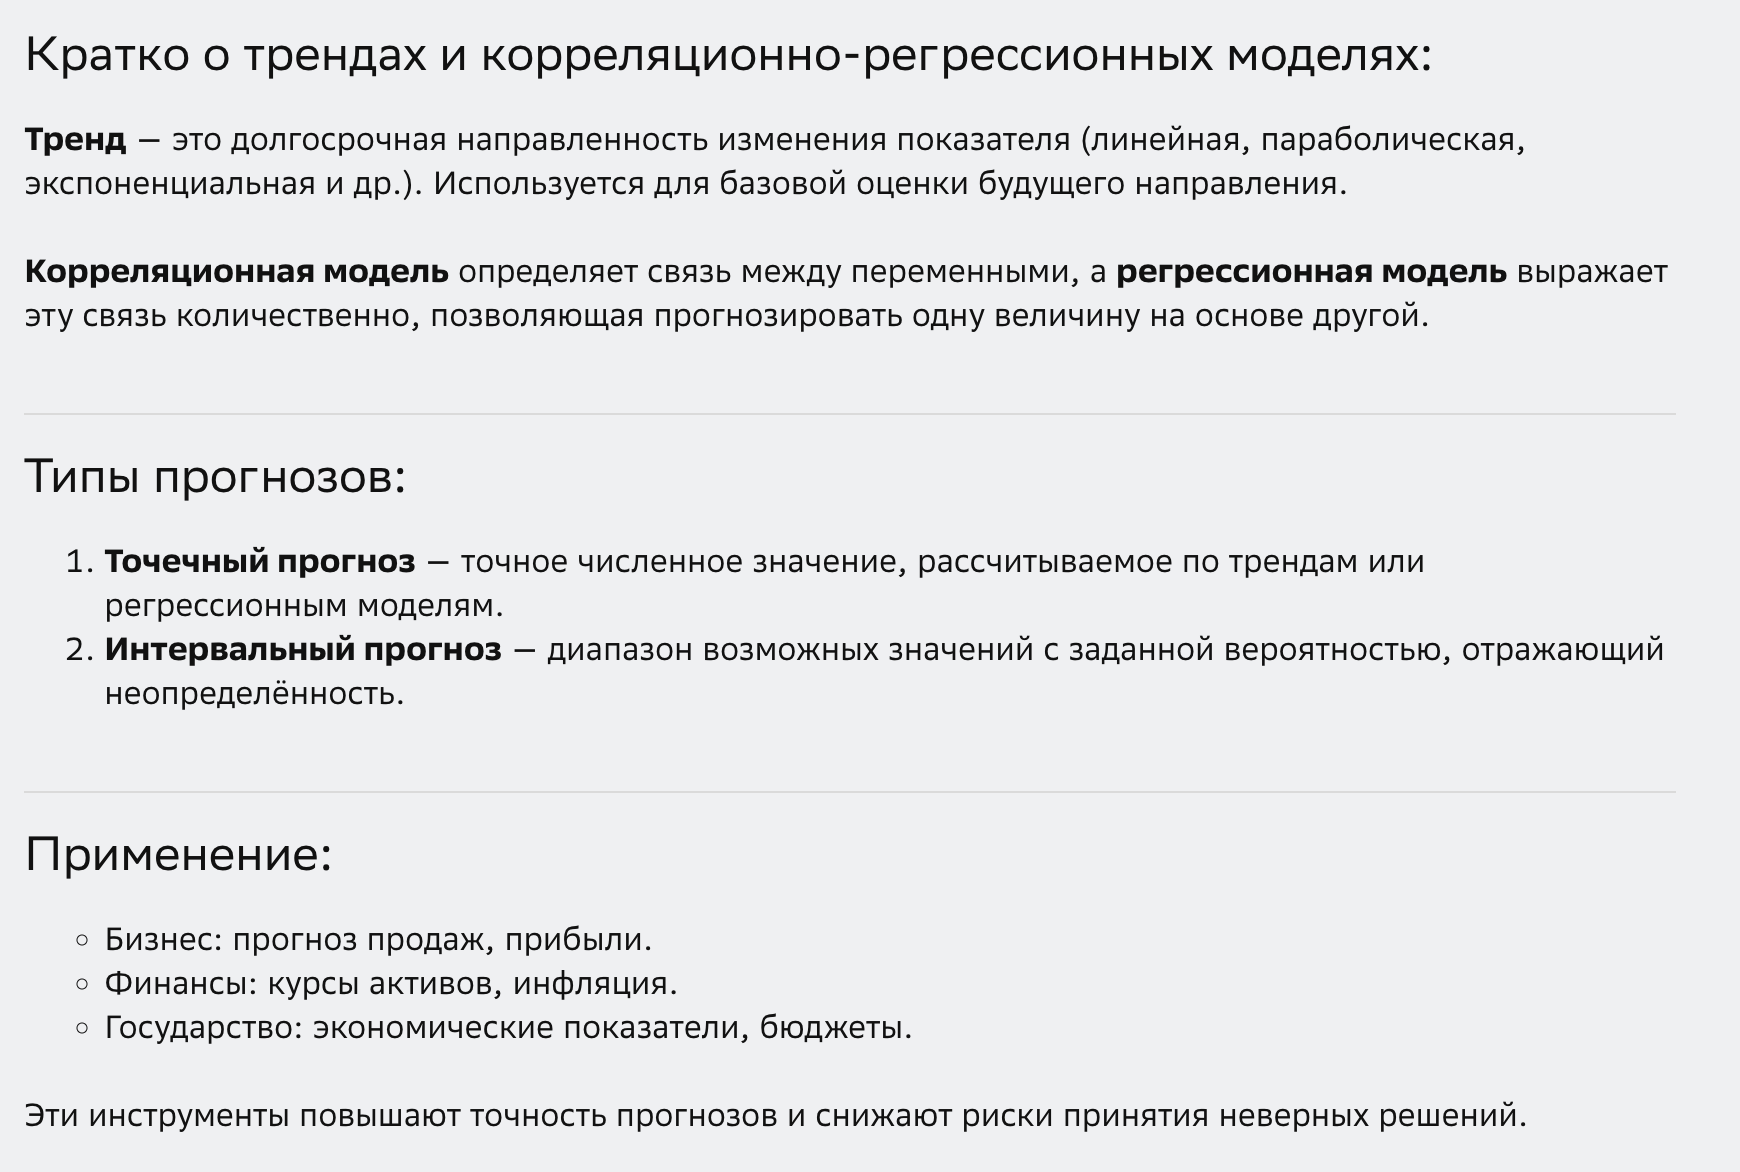 Кратко о трендах и корреляционно-регрессионных моделях:
Тренд — это долгосрочная направленность изменения показателя (линейная, параболическая,
экспоненциальная и др.). Используется для базовой оценки будущего направления.
Корреляционная модель определяет связь между переменными, а регрессионная модель выражает
эту связь количественно, позволяющая прогнозировать одну величину на основе другой.
Типы прогнозов:
1. Точечный прогноз — точное численное значение, рассчитываемое по трендам или
регрессионным моделям.
2. Интервальный прогноз — диапазон возможных значений с заданной вероятностью, отражающий
неопределённость.
Применение:
◦ Бизнес: прогноз продаж, прибыли.
◦ Финансы: курсы активов, инфляция.
◦ Государство: экономические показатели, бюджеты.
Эти инструменты повышают точность прогнозов и снижают риски принятия неверных решений.